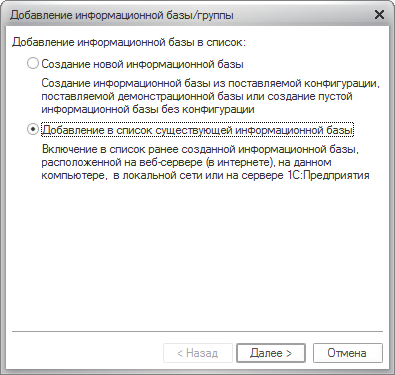 Добавление информационной базы/группы
Добавление информационной базы в список:
Создание новой информационной базы
Создание информационной базы из поставляемой конфигурации,
поставляемой демонстрационной базы или создание пустой
информационной базы без конфигурации
Добавление в список существующей информационной базы
Включение в список ранее созданной информационной базы,
расположенной на веб-сервере (в интернете), на данном
компьютере, в локальной сети или на сервере 1С:Предприятия
< Назад
Далее >
Отмена